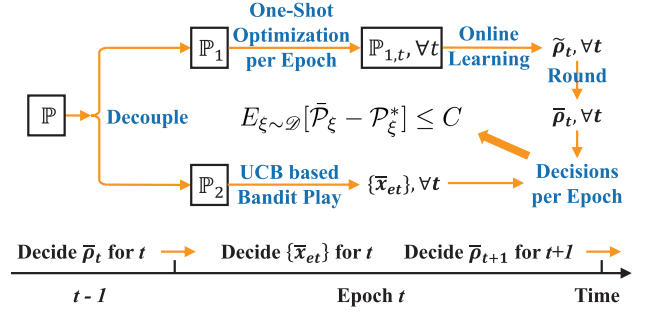 One-Shot
Optimization
per Epoch
ℙ₁
ℙ₁,ₜ, ∀t
Online
Learning
ρ̃ₜ, ∀t
Round
ℙ
Decouple
E_{ξ∼𝒟}[𝒫̄_ξ − 𝒫*_ξ] ≤ C
ρ̄ₜ, ∀t
ℙ₂
UCB based
Bandit Play
{x̄ₑₜ}, ∀t
Decisions
per Epoch
Decide ρ̄ₜ for t
Decide {x̄ₑₜ} for t
Decide ρ̄ₜ₊₁ for t+1
t - 1
Epoch t
Time